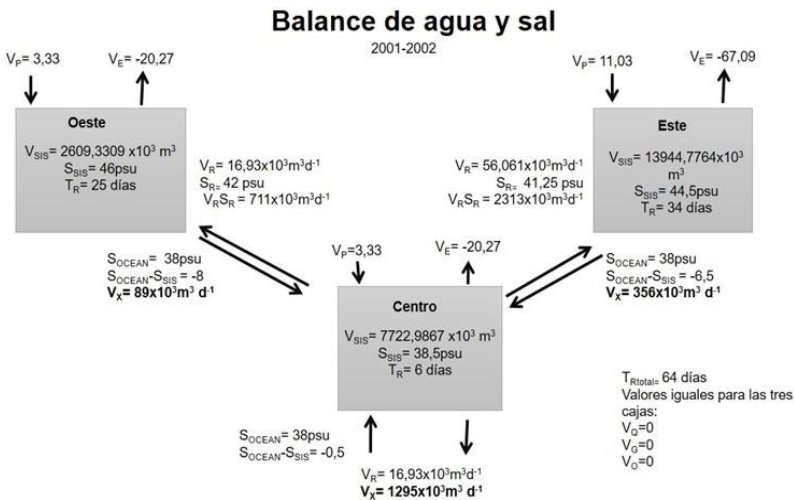 Balance de agua y sal
2001-2002
V_P= 3,33
V_E= -20,27
Oeste
V_SIS= 2609,3309 x10³ m³
S_SIS= 46psu
T_R= 25 días
V_R= 16,93x10³m³d⁻¹
S_R= 42 psu
V_RS_R = 711x10³m³d⁻¹
S_OCEAN= 38psu
S_OCEAN-S_SIS = -8
V_X= 89x10³m³ d⁻¹
V_P= 11,03
V_E= -67,09
Este
V_SIS= 13944,7764x10³
m³
S_SIS= 44,5psu
T_R= 34 días
V_R= 56,061x10³m³d⁻¹
S_R= 41,25 psu
V_RS_R = 2313x10³m³d⁻¹
S_OCEAN= 38psu
S_OCEAN-S_SIS = -6,5
V_X= 356x10³m³ d⁻¹
V_P=3,33
V_E= -20,27
Centro
V_SIS= 7722,9867 x10³ m³
S_SIS= 38,5psu
T_R= 6 días
S_OCEAN= 38psu
S_OCEAN-S_SIS = -0,5
V_R= 16,93x10³m³d⁻¹
V_X= 1295x10³m³ d⁻¹
T_Rtotal= 64 días
Valores iguales para las tres
cajas:
V_Q=0
V_G=0
V_O=0